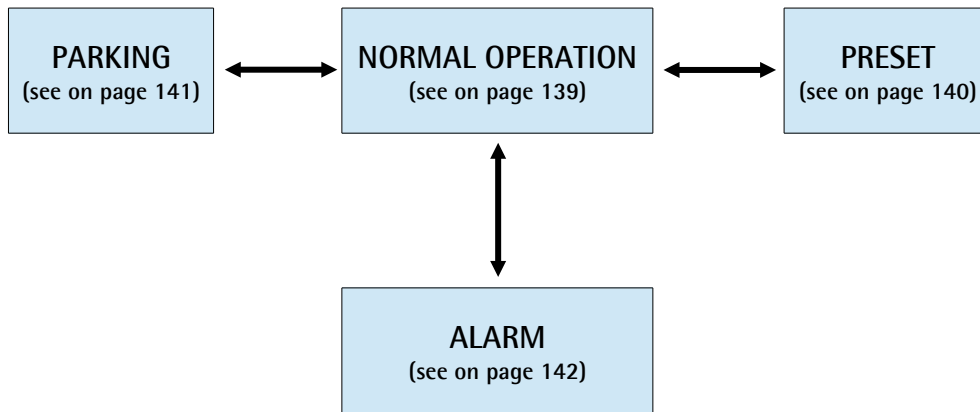 PARKING
(see on page 141)
NORMAL OPERATION
(see on page 139)
PRESET
(see on page 140)
ALARM
(see on page 142)